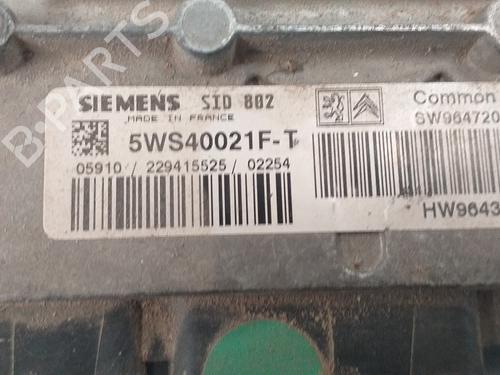 B-PARTS
SIEMENS SID 802
MADE IN FRANCE
5WS40021F-T
05910 / 229415525 / 02254
Common
SW964720
HW9643